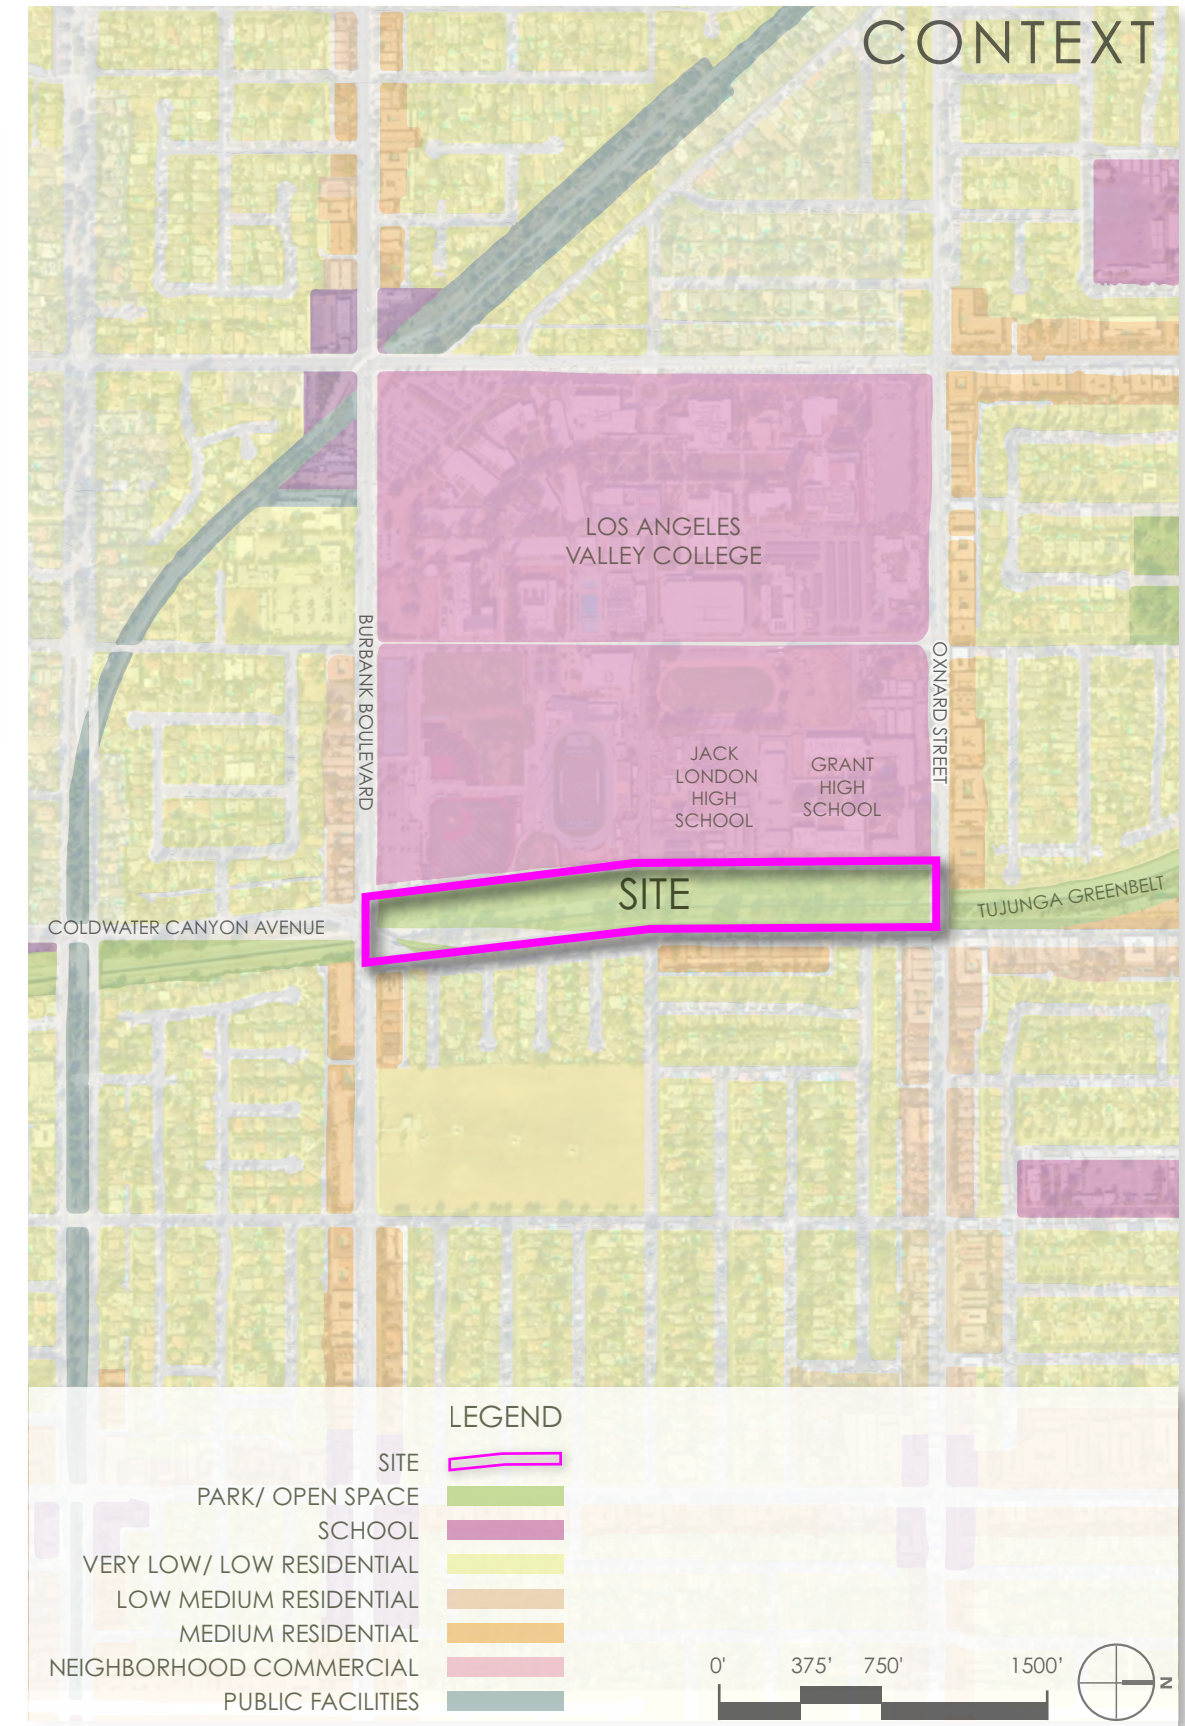 CONTEXT
LOS ANGELES
VALLEY COLLEGE
BURBANK BOULEVARD
OXNARD STREET
JACK
LONDON
HIGH
SCHOOL
GRANT
HIGH
SCHOOL
SITE
TUJUNGA GREENBELT
COLDWATER CANYON AVENUE
LEGEND
SITE
PARK/ OPEN SPACE
SCHOOL
VERY LOW/ LOW RESIDENTIAL
LOW MEDIUM RESIDENTIAL
MEDIUM RESIDENTIAL
NEIGHBORHOOD COMMERCIAL
PUBLIC FACILITIES
0' 375' 750' 1500'
N